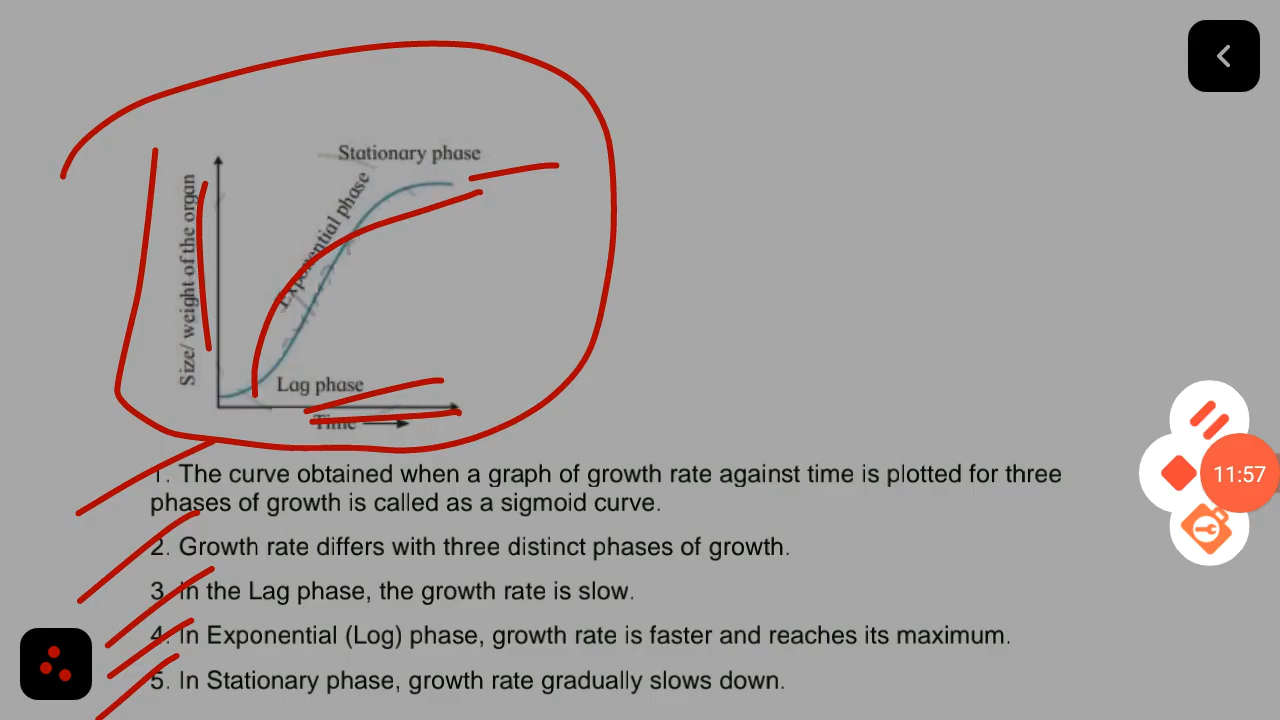 Stationary phase
Exponential phase
Size/ weight of the organ
Lag phase
Time
1. The curve obtained when a graph of growth rate against time is plotted for three
phases of growth is called as a sigmoid curve.
2. Growth rate differs with three distinct phases of growth.
3. In the Lag phase, the growth rate is slow.
4. In Exponential (Log) phase, growth rate is faster and reaches its maximum.
5. In Stationary phase, growth rate gradually slows down.
11:57